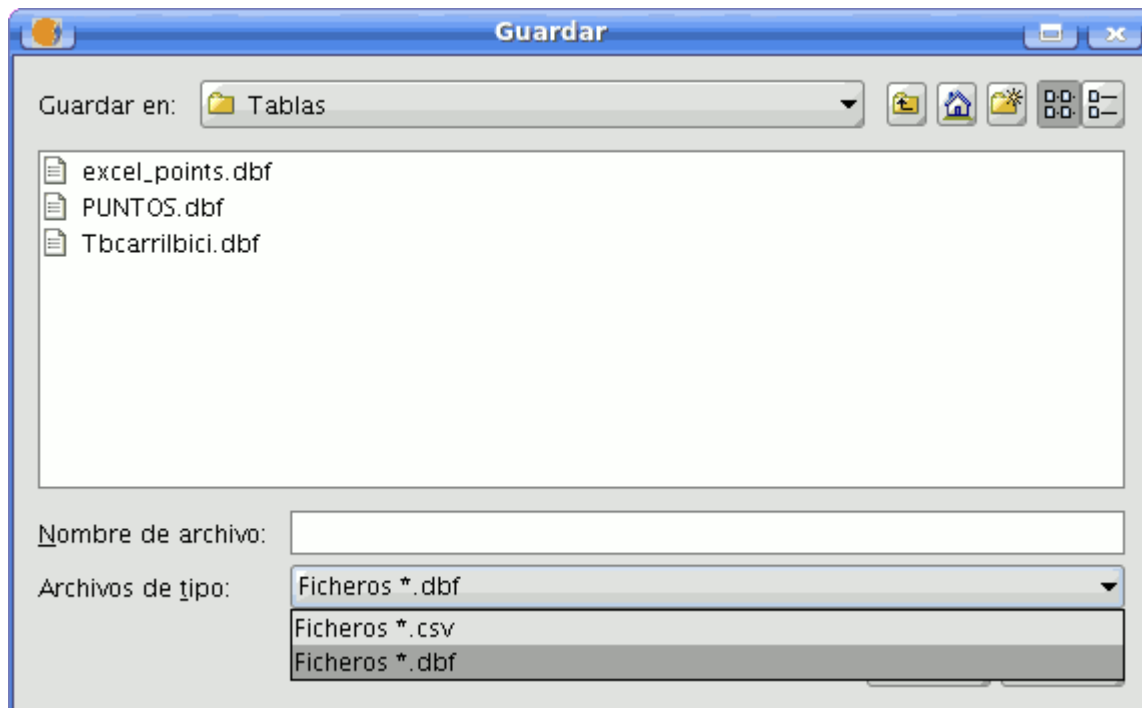 Guardar
Guardar en: Tablas
excel_points.dbf
PUNTOS.dbf
Tbcarrilbici.dbf
Nombre de archivo:
Archivos de tipo: Ficheros *.dbf
Ficheros *.csv
Ficheros *.dbf